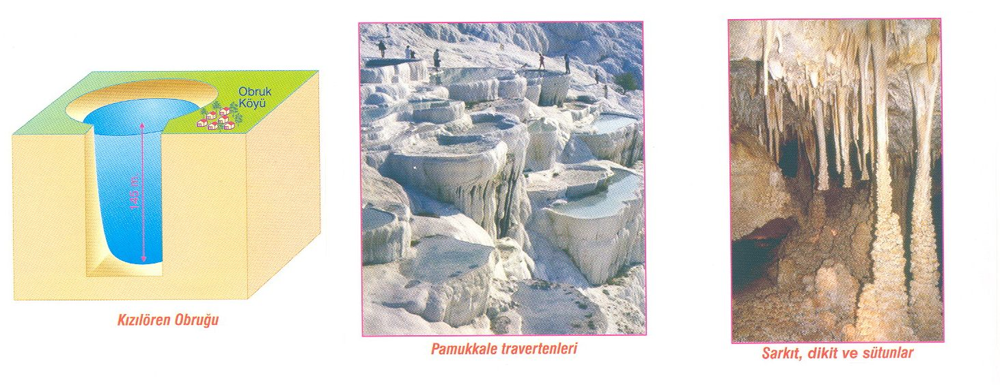 Obruk
Köyü
145 m.
Kızılören Obruğu
Pamukkale travertenleri
Sarkıt, dikit ve sütunlar